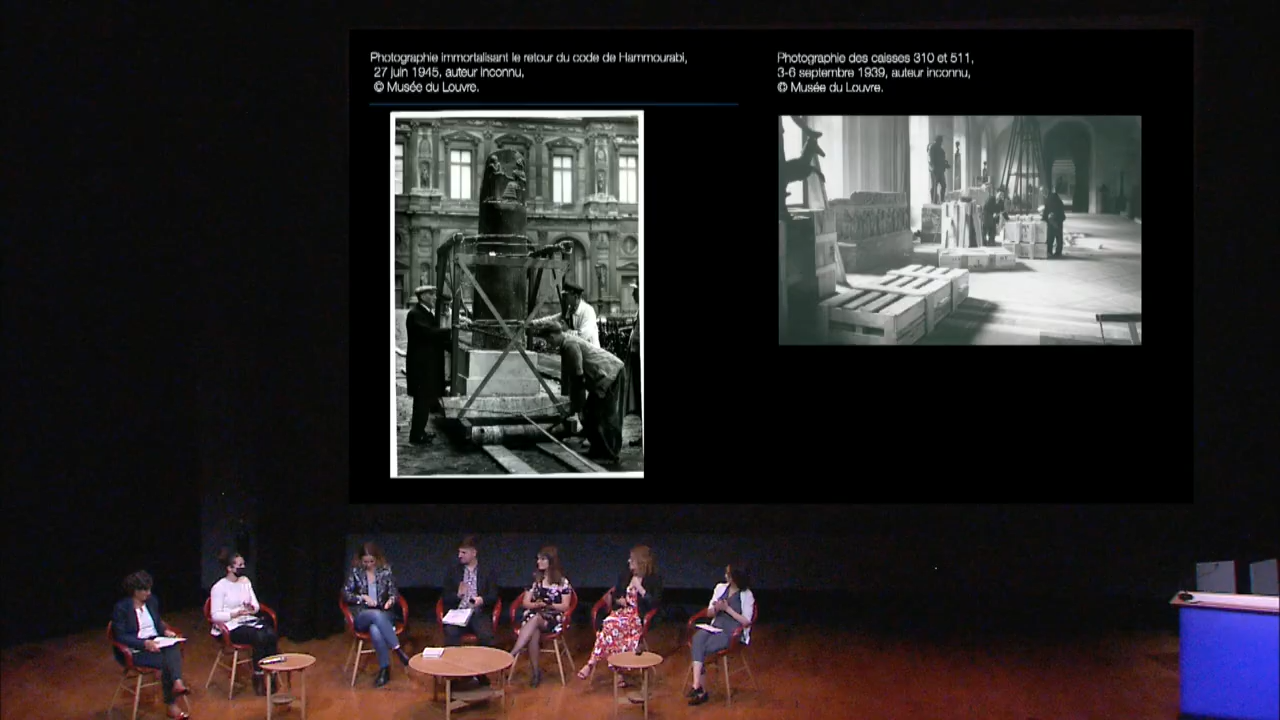 Photographie immortalisant le retour du code de Hammourabi,
27 juin 1945, auteur inconnu,
© Musée du Louvre.
Photographie des caisses 310 et 511,
3-6 septembre 1939, auteur inconnu,
© Musée du Louvre.